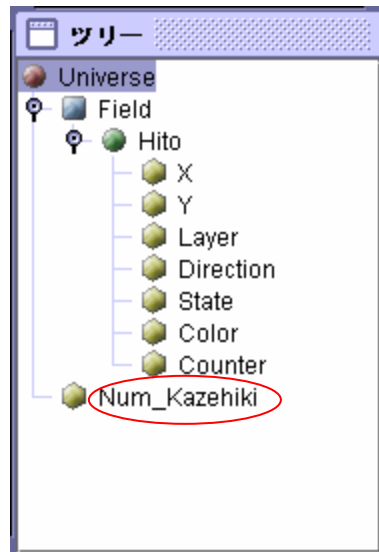 ツリー
Universe
Field
Hito
X
Y
Layer
Direction
State
Color
Counter
Num_Kazehiki